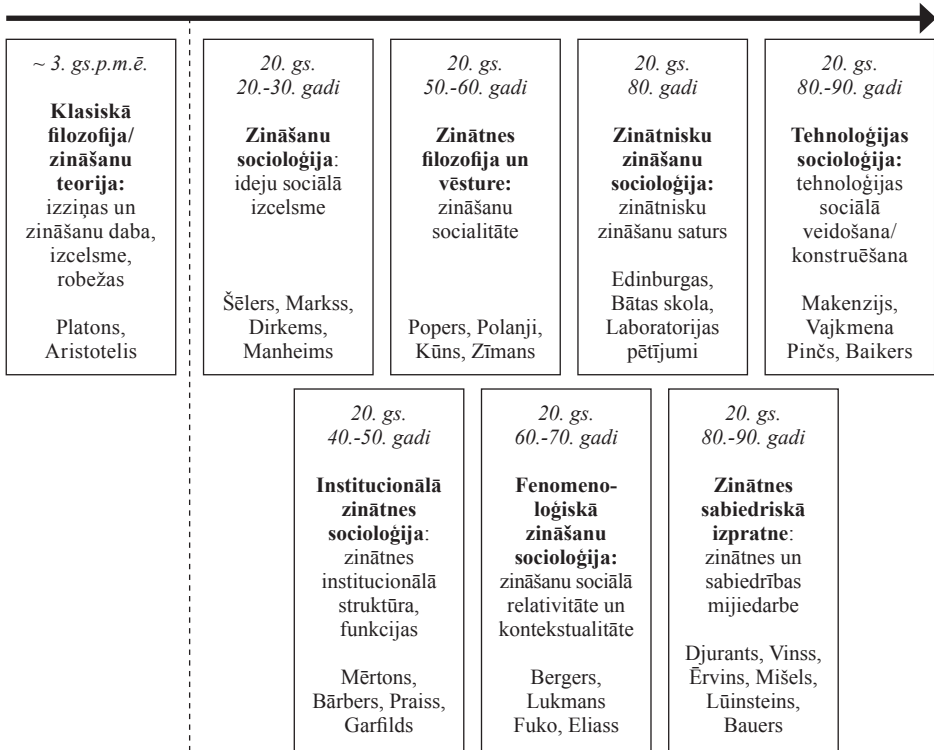 ~ 3. gs.p.m.ē.
Klasiskā
filozofija/
zināšanu
teorija:
izziņas un
zināšanu daba,
izcelsme,
robežas
Platons,
Aristotelis
20. gs.
20.-30. gadi
Zināšanu
socioloģija:
ideju sociālā
izcelsme
Šēlers, Markss,
Dirkems,
Manheims
20. gs.
50.-60. gadi
Zinātnes
filozofija un
vēsture:
zināšanu
socialitāte
Popers, Polanji,
Kūns, Zīmans
20. gs.
80. gadi
Zinātnisku
zināšanu
socioloģija:
zinātnisku
zināšanu saturs
Edinburgas,
Bātas skola,
Laboratorijas
pētījumi
20. gs.
80.-90. gadi
Tehnoloģijas
socioloģija:
tehnoloģijas
sociālā
veidošana/
konstruēšana
Makenzijs,
Vajkmena
Pinčs, Baikers
20. gs.
40.-50. gadi
Institucionālā
zinātnes
socioloģija:
zinātnes
institucionālā
struktūra,
funkcijas
Mērtons,
Bārbers, Praiss,
Garfilds
20. gs.
60.-70. gadi
Fenomeno-
loģiskā
zināšanu
socioloģija:
zināšanu sociālā
relativitāte un
kontekstualitāte
Bergers,
Lukmans
Fuko, Eliass
20. gs.
80.-90. gadi
Zinātnes
sabiedriskā
izpratne:
zinātnes un
sabiedrības
mijiedarbe
Djurants, Vinss,
Ērvins, Mišels,
Lūinsteins,
Bauers